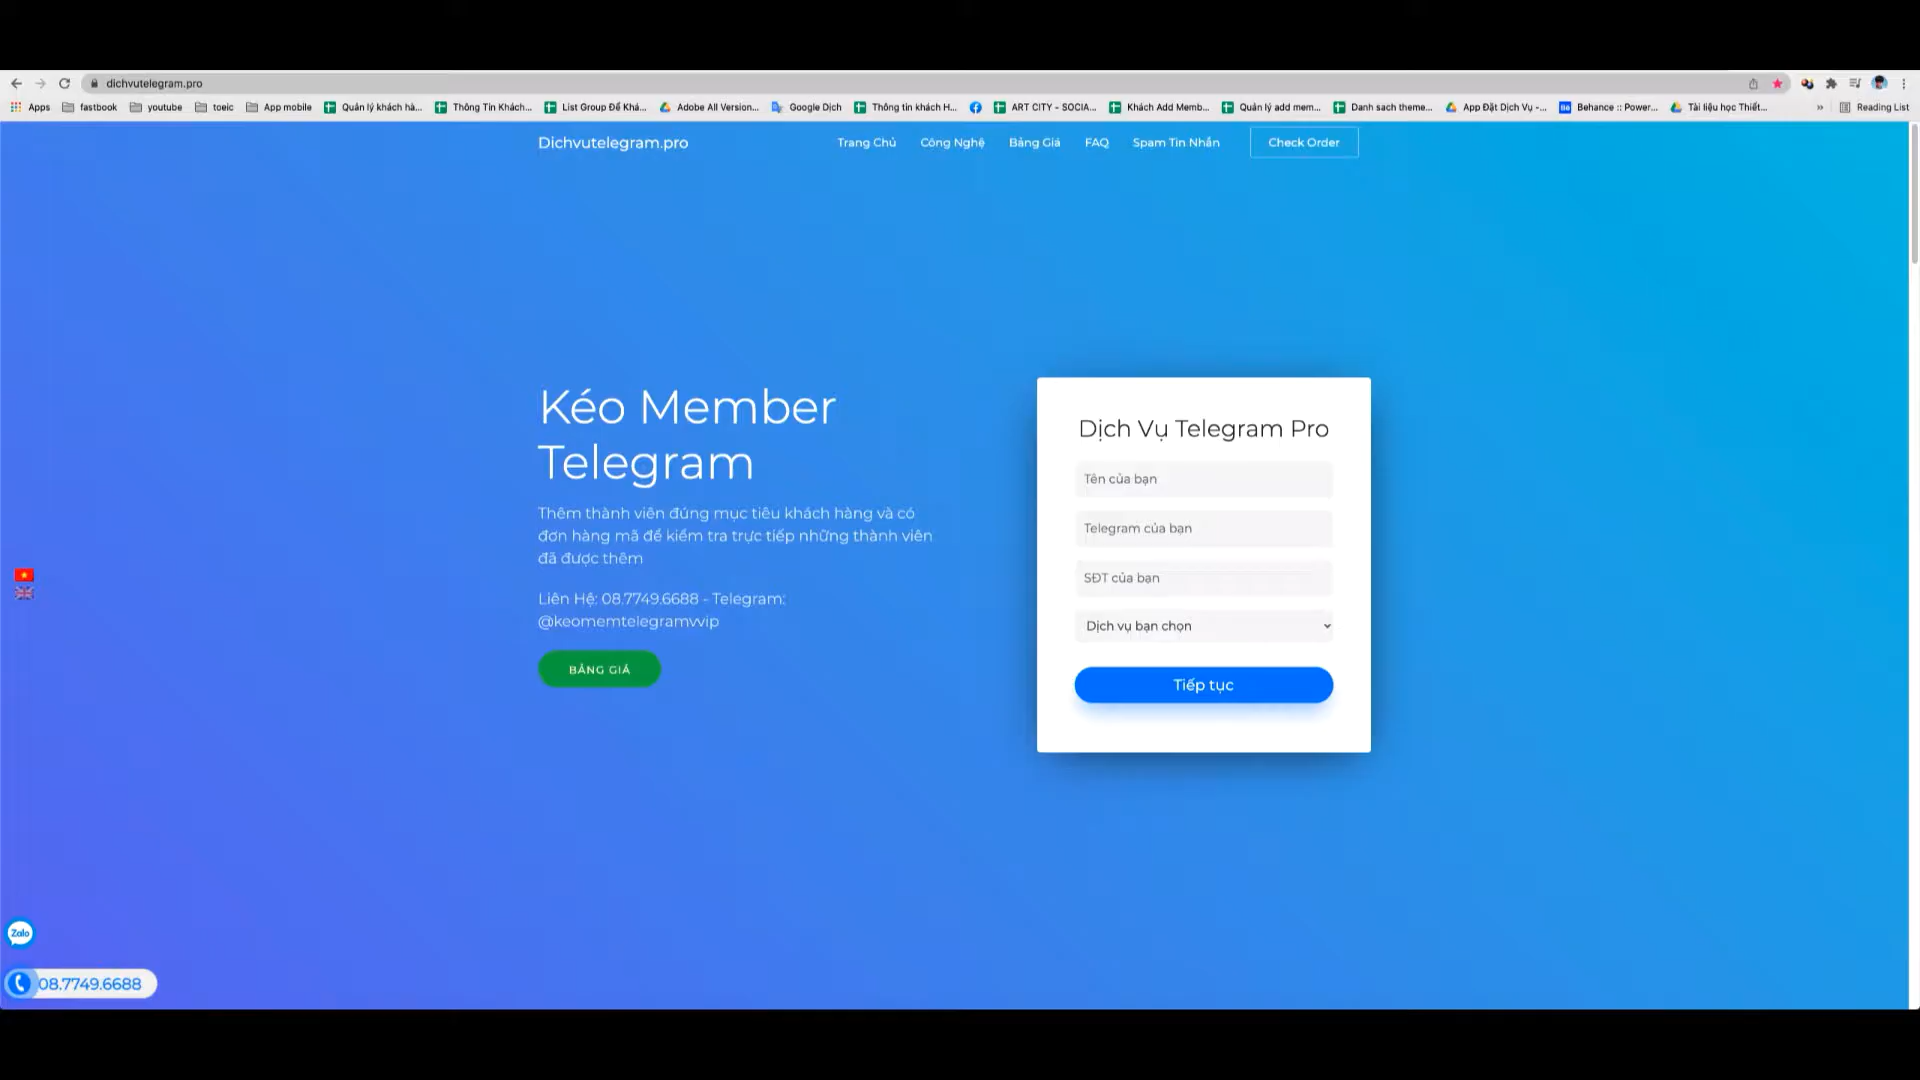 dichvutelegram.pro
Apps fastbook youtube toeic App mobile Quản lý khách hà... Thông Tin Khách... List Group Để Khá... Adobe All Version... Google Dịch Thông tin khách H... ART CITY - SOCIA... Khách Add Memb... Quản lý add mem... Danh sach theme... App Đặt Dịch Vụ -... Behance :: Power... Tài liệu học Thiết... » Reading List
Dichvutelegram.pro Trang Chủ Công Nghệ Bảng Giá FAQ Spam Tin Nhắn Check Order
Kéo Member
Telegram
Thêm thành viên đúng mục tiêu khách hàng và có
đơn hàng mã để kiểm tra trực tiếp những thành viên
đã được thêm
Liên Hệ: 08.7749.6688 - Telegram:
@keomemtelegramvvip
BẢNG GIÁ
Dịch Vụ Telegram Pro
Tên của bạn
Telegram của bạn
SĐT của bạn
Dịch vụ bạn chọn
Tiếp tục
Zalo
08.7749.6688